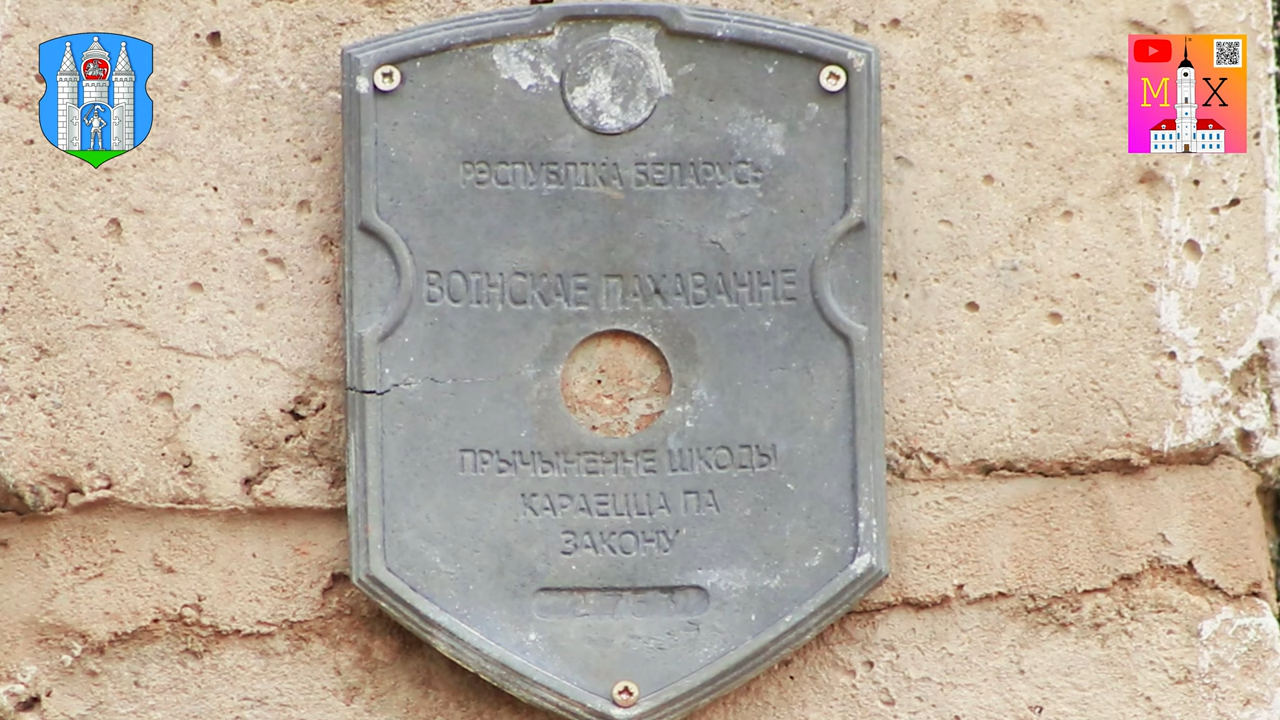 M X
РЭСПУБЛІКА БЕЛАРУСЬ
ВОІНСКАЕ ПАХАВАННЕ
ПРЫЧЫНЕННЕ ШКОДЫ
КАРАЕЦЦА ПА
ЗАКОНУ